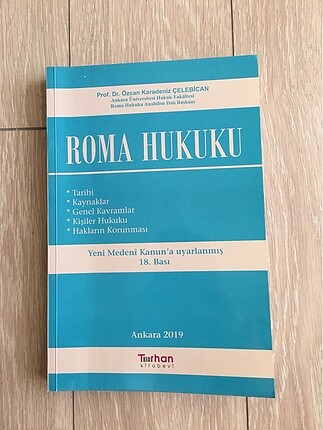 Prof. Dr. Özcan Karadeniz ÇELEBİCAN
Ankara Üniversitesi Hukuk Fakültesi
Roma Hukuku Anabilim Dalı Başkanı
ROMA HUKUKU
* Tarihi
* Kaynaklar
* Genel Kavramlar
* Kişiler Hukuku
* Hakların Korunması
Yeni Medeni Kanun'a uyarlanmış
18. Bası
Ankara 2019
Turhan
kitabevi